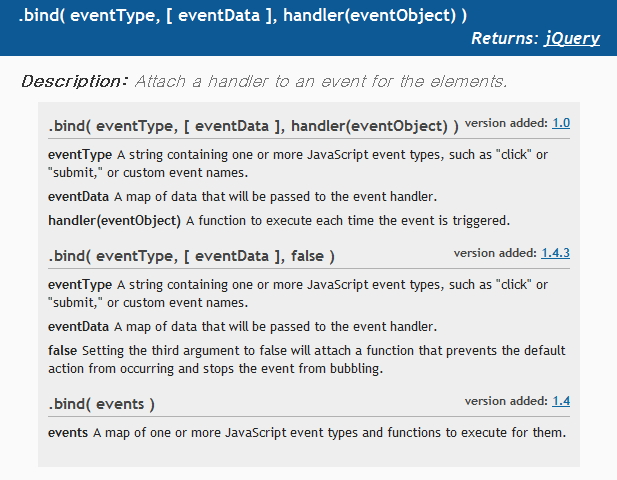 .bind( eventType, [ eventData ], handler(eventObject) )
Returns: jQuery
Description: Attach a handler to an event for the elements.
.bind( eventType, [ eventData ], handler(eventObject) ) version added: 1.0
eventType A string containing one or more JavaScript event types, such as "click" or
"submit," or custom event names.
eventData A map of data that will be passed to the event handler.
handler(eventObject) A function to execute each time the event is triggered.
.bind( eventType, [ eventData ], false ) version added: 1.4.3
eventType A string containing one or more JavaScript event types, such as "click" or
"submit," or custom event names.
eventData A map of data that will be passed to the event handler.
false Setting the third argument to false will attach a function that prevents the default
action from occurring and stops the event from bubbling.
.bind( events ) version added: 1.4
events A map of one or more JavaScript event types and functions to execute for them.